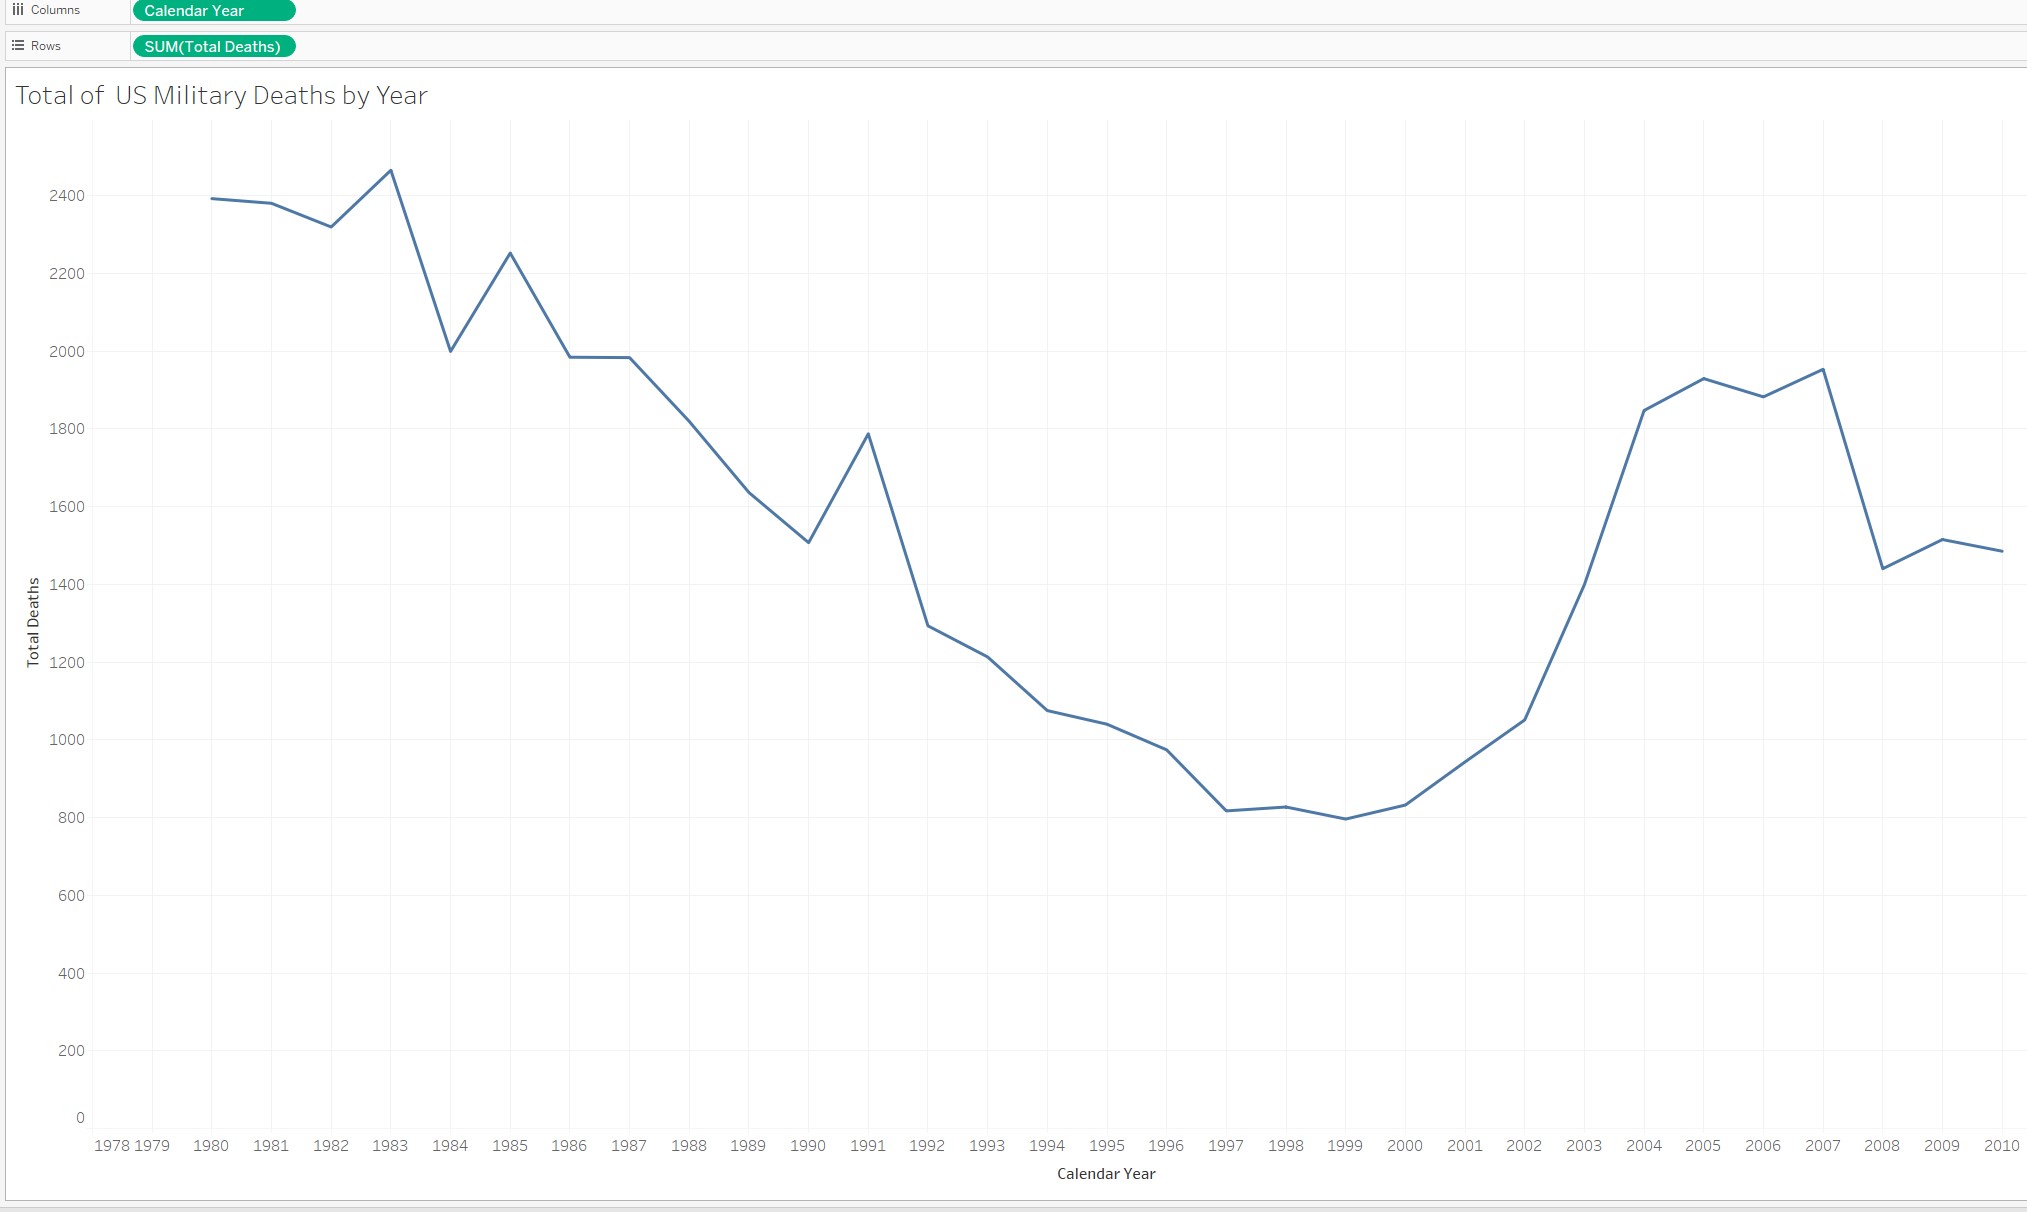 Columns Calendar Year
Rows SUM(Total Deaths)
Total of  US Military Deaths by Year
2400
2200
2000
1800
1600
1400
1200
1000
800
600
400
200
0
Total Deaths
1978 1979 1980 1981 1982 1983 1984 1985 1986 1987 1988 1989 1990 1991 1992 1993 1994 1995 1996 1997 1998 1999 2000 2001 2002 2003 2004 2005 2006 2007 2008 2009 2010
Calendar Year